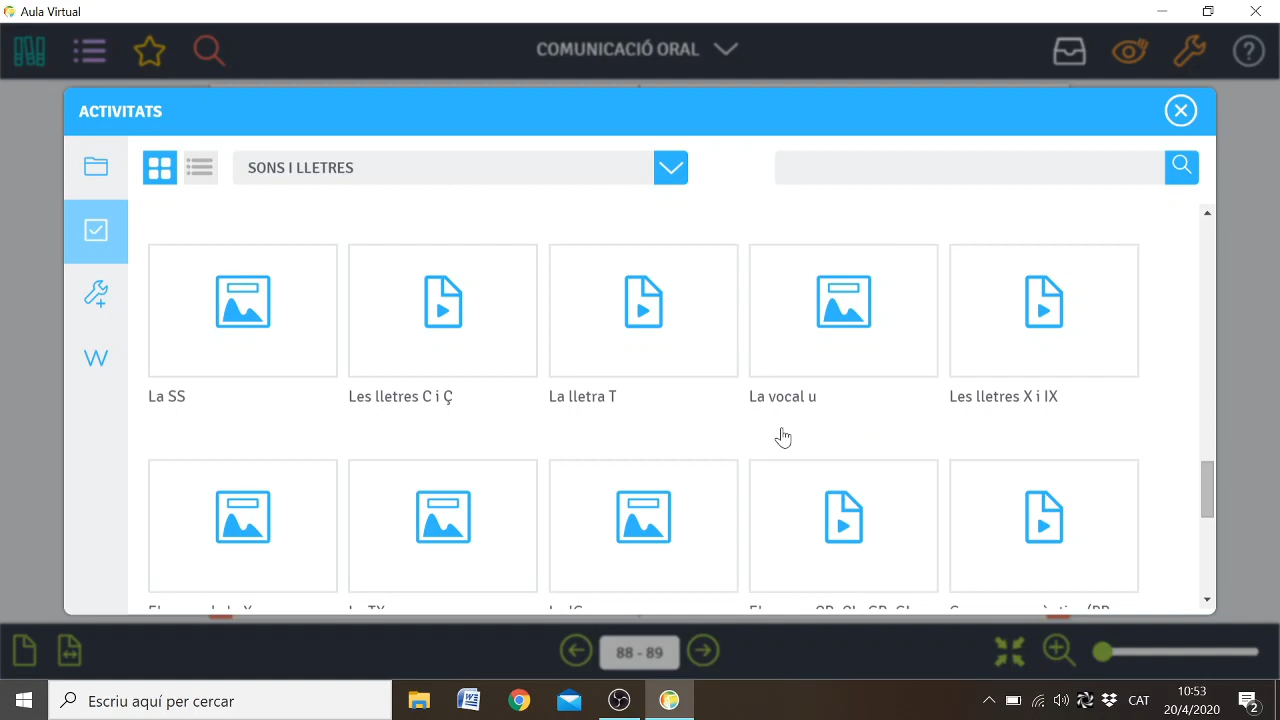 Aula Virtual
COMUNICACIÓ ORAL
ACTIVITATS
SONS I LLETRES
La SS
Les lletres C i Ç
La lletra T
La vocal u
Les lletres X i IX
88 - 89
Escriu aquí per cercar
CAT
10:53
20/4/2020
2